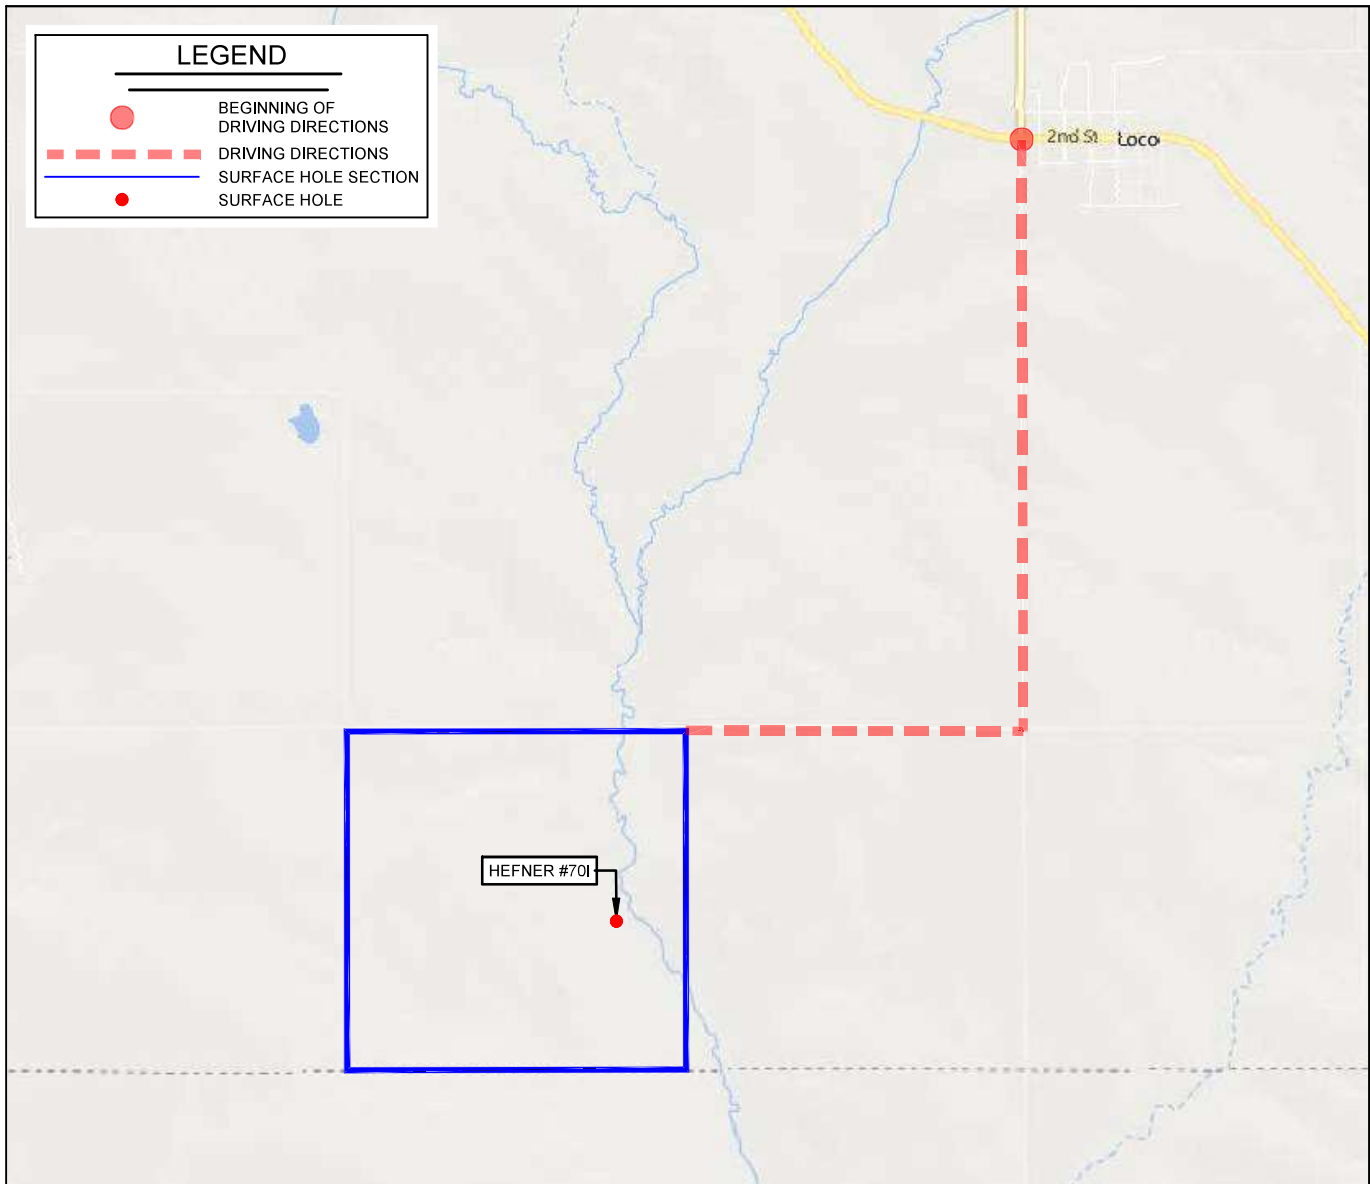 LEGEND
BEGINNING OF
DRIVING DIRECTIONS
DRIVING DIRECTIONS
SURFACE HOLE SECTION
SURFACE HOLE
2nd St
Loco
HEFNER #70I